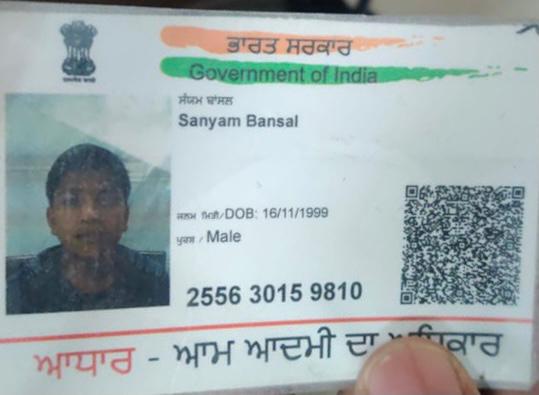 ਭਾਰਤ ਸਰਕਾਰ
Government of India
ਸੰਯਮ ਬਾਂਸਲ
Sanyam Bansal
ਜਨਮ ਮਿਤੀ/DOB: 16/11/1999
ਪੁਰਸ਼ / Male
2556 3015 9810
ਆਧਾਰ - ਆਮ ਆਦਮੀ ਦਾ